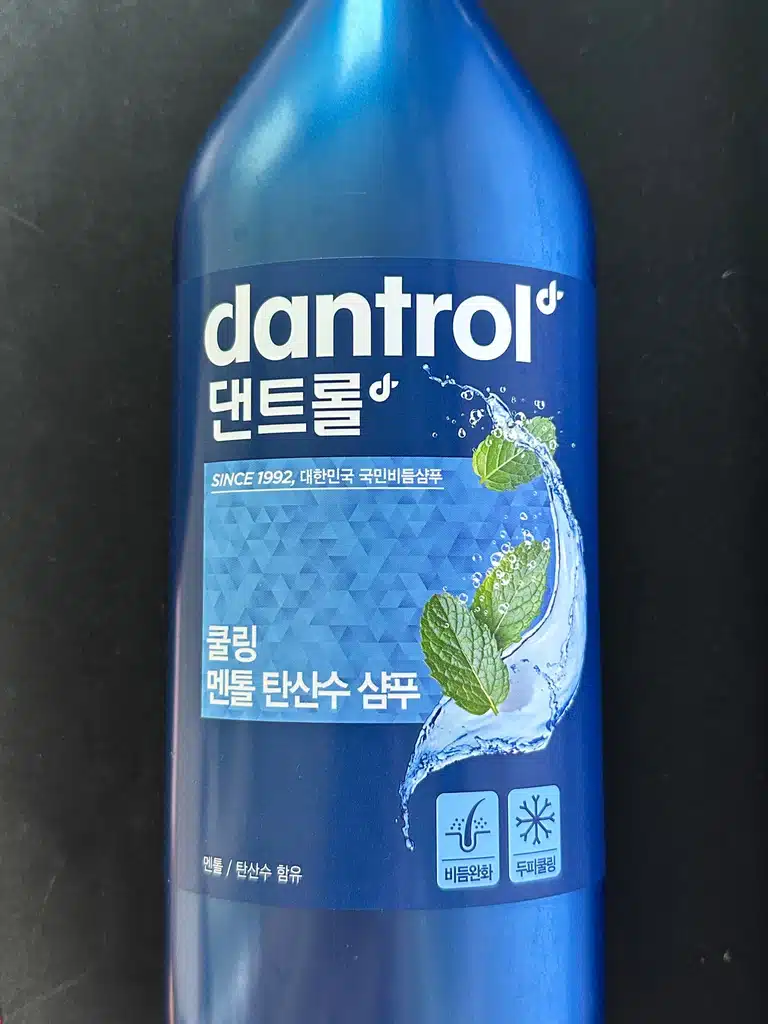 dantrol
댄트롤
SINCE 1992, 대한민국 국민비듬샴푸
쿨링
멘톨 탄산수 샴푸
비듬완화
두피쿨링
멘톨 / 탄산수 함유